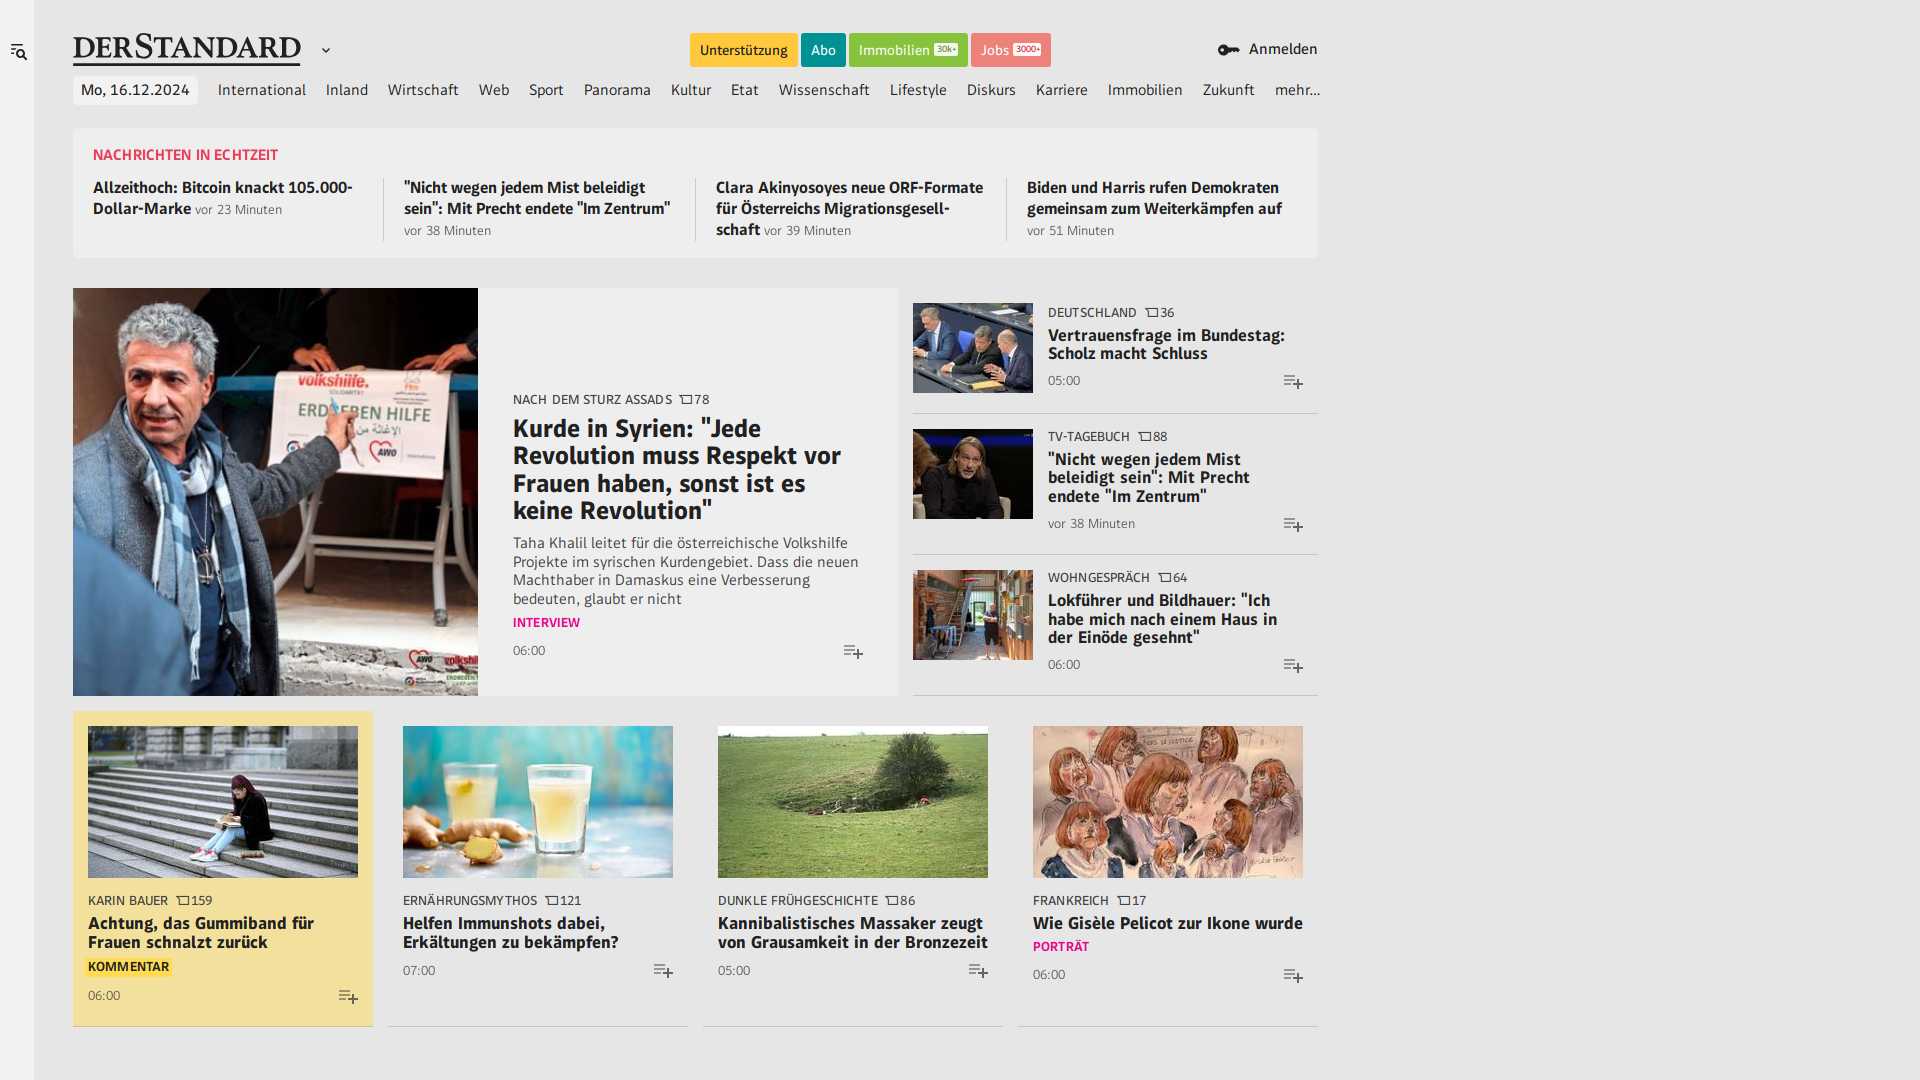 DERSTANDARD
Unterstützung
Abo
Immobilien 30k+
Jobs 3000+
Anmelden
Mo, 16.12.2024
International
Inland
Wirtschaft
Web
Sport
Panorama
Kultur
Etat
Wissenschaft
Lifestyle
Diskurs
Karriere
Immobilien
Zukunft
mehr...
NACHRICHTEN IN ECHTZEIT
Allzeithoch: Bitcoin knackt 105.000-
Dollar-Marke vor 23 Minuten
"Nicht wegen jedem Mist beleidigt
sein": Mit Precht endete "Im Zentrum"
vor 38 Minuten
Clara Akinyosoyes neue ORF-Formate
für Österreichs Migrationsgesell-
schaft vor 39 Minuten
Biden und Harris rufen Demokraten
gemeinsam zum Weiterkämpfen auf
vor 51 Minuten
volkshilfe.
SOLIDARITÄT
ERDBEBEN HILFE
AWO
AWO
NACH DEM STURZ ASSADS 78
Kurde in Syrien: "Jede
Revolution muss Respekt vor
Frauen haben, sonst ist es
keine Revolution"
Taha Khalil leitet für die österreichische Volkshilfe
Projekte im syrischen Kurdengebiet. Dass die neuen
Machthaber in Damaskus eine Verbesserung
bedeuten, glaubt er nicht
INTERVIEW
06:00
DEUTSCHLAND 36
Vertrauensfrage im Bundestag:
Scholz macht Schluss
05:00
TV-TAGEBUCH 88
"Nicht wegen jedem Mist
beleidigt sein": Mit Precht
endete "Im Zentrum"
vor 38 Minuten
WOHNGESPRÄCH 64
Lokführer und Bildhauer: "Ich
habe mich nach einem Haus in
der Einöde gesehnt"
06:00
KARIN BAUER 159
Achtung, das Gummiband für
Frauen schnalzt zurück
KOMMENTAR
06:00
ERNÄHRUNGSMYTHOS 121
Helfen Immunshots dabei,
Erkältungen zu bekämpfen?
07:00
DUNKLE FRÜHGESCHICHTE 86
Kannibalistisches Massaker zeugt
von Grausamkeit in der Bronzezeit
05:00
FRANKREICH 17
Wie Gisèle Pelicot zur Ikone wurde
PORTRÄT
06:00